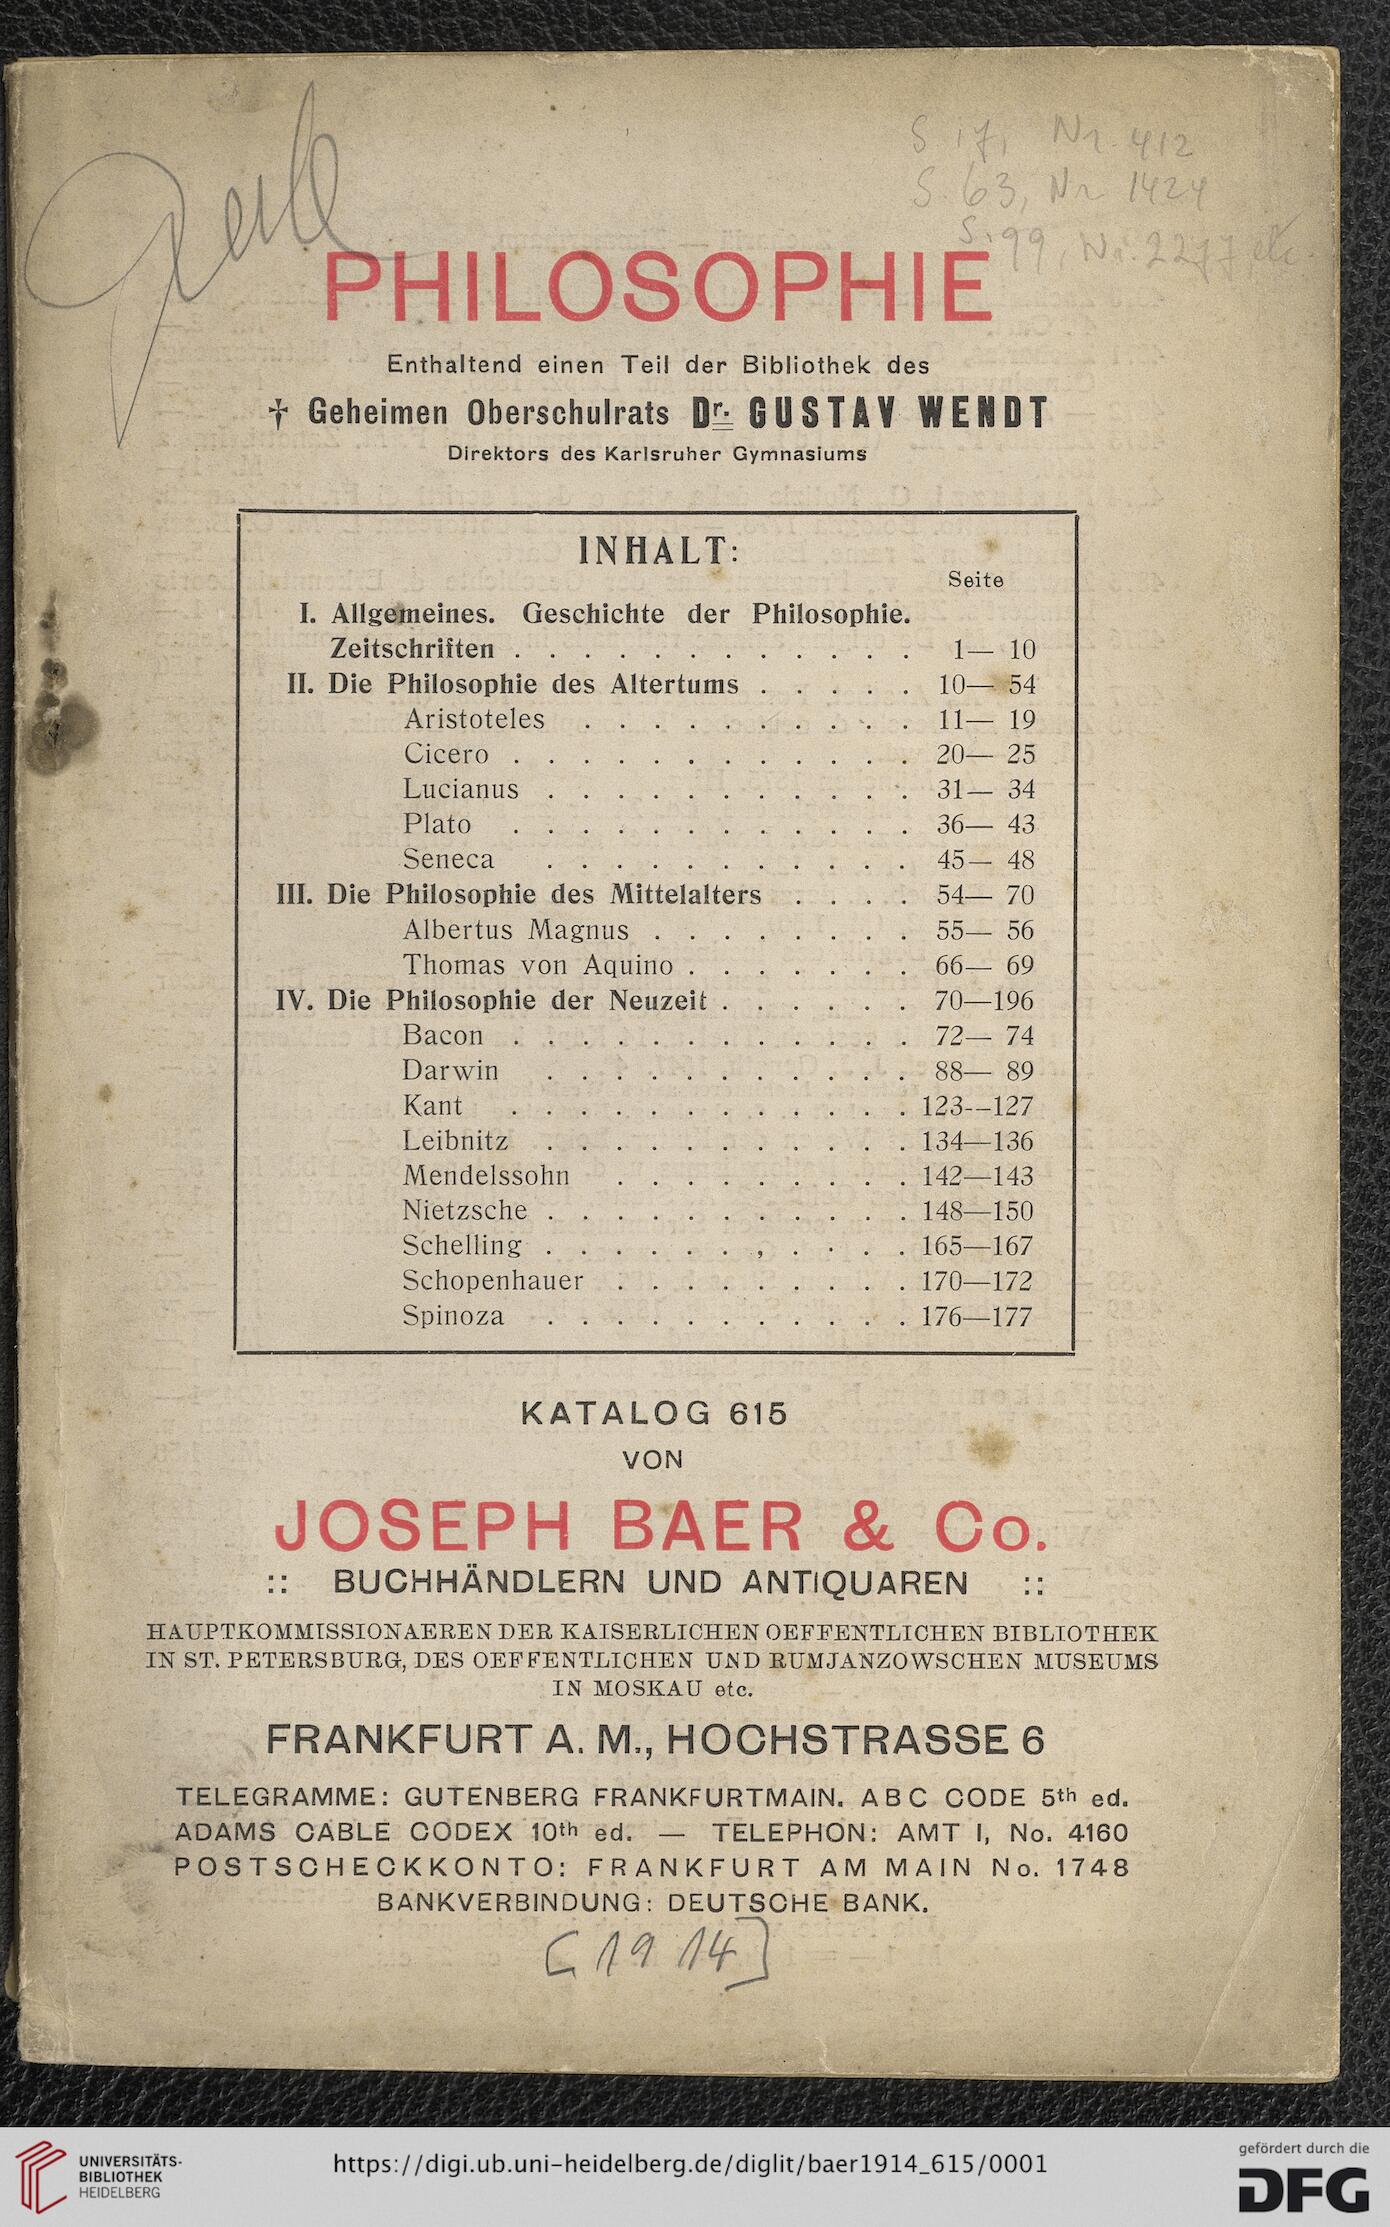 S. 17, Nr. 412
S. 63, Nr. 1424
S. 99, Nr. 2277 etc.
PHILOSOPHIE
Enthaltend einen Teil der Bibliothek des
† Geheimen Oberschulrats Dr. GUSTAV WENDT
Direktors des Karlsruher Gymnasiums
INHALT:
Seite
I. Allgemeines. Geschichte der Philosophie.
Zeitschriften . . . . . . . . . . . . 1— 10
II. Die Philosophie des Altertums . . . . . 10— 54
Aristoteles . . . . . . . . . . 11— 19
Cicero . . . . . . . . . . . . 20— 25
Lucianus . . . . . . . . . . . 31— 34
Plato . . . . . . . . . . . . 36— 43
Seneca . . . . . . . . . . . 45— 48
III. Die Philosophie des Mittelalters . . . . 54— 70
Albertus Magnus . . . . . . . . 55— 56
Thomas von Aquino . . . . . . . 66— 69
IV. Die Philosophie der Neuzeit . . . . . . 70—196
Bacon . . . . . . . . . . . . 72— 74
Darwin . . . . . . . . . . . 88— 89
Kant . . . . . . . . . . . . 123--127
Leibnitz . . . . . . . . . . . 134—136
Mendelssohn . . . . . . . . . 142—143
Nietzsche . . . . . . . . . . . 148—150
Schelling . . . . . . , . . . . 165—167
Schopenhauer . . . . . . . . . 170—172
Spinoza . . . . . . . . . . . 176—177
KATALOG 615
VON
JOSEPH BAER & Co.
:: BUCHHÄNDLERN UND ANTIQUAREN ::
HAUPTKOMMISSIONAEREN DER KAISERLICHEN OEFFENTLICHEN BIBLIOTHEK
IN ST. PETERSBURG, DES OEFFENTLICHEN UND RUMJANZOWSCHEN MUSEUMS
IN MOSKAU etc.
FRANKFURT A. M., HOCHSTRASSE 6
TELEGRAMME: GUTENBERG FRANKFURTMAIN. ABC CODE 5th ed.
ADAMS CABLE CODEX 10th ed. — TELEPHON: AMT I, No. 4160
POSTSCHECKKONTO: FRANKFURT AM MAIN No. 1748
BANKVERBINDUNG: DEUTSCHE BANK.
[1914]
UNIVERSITÄTS-
BIBLIOTHEK
HEIDELBERG
https://digi.ub.uni-heidelberg.de/diglit/baer1914_615/0001
gefördert durch die
DFG